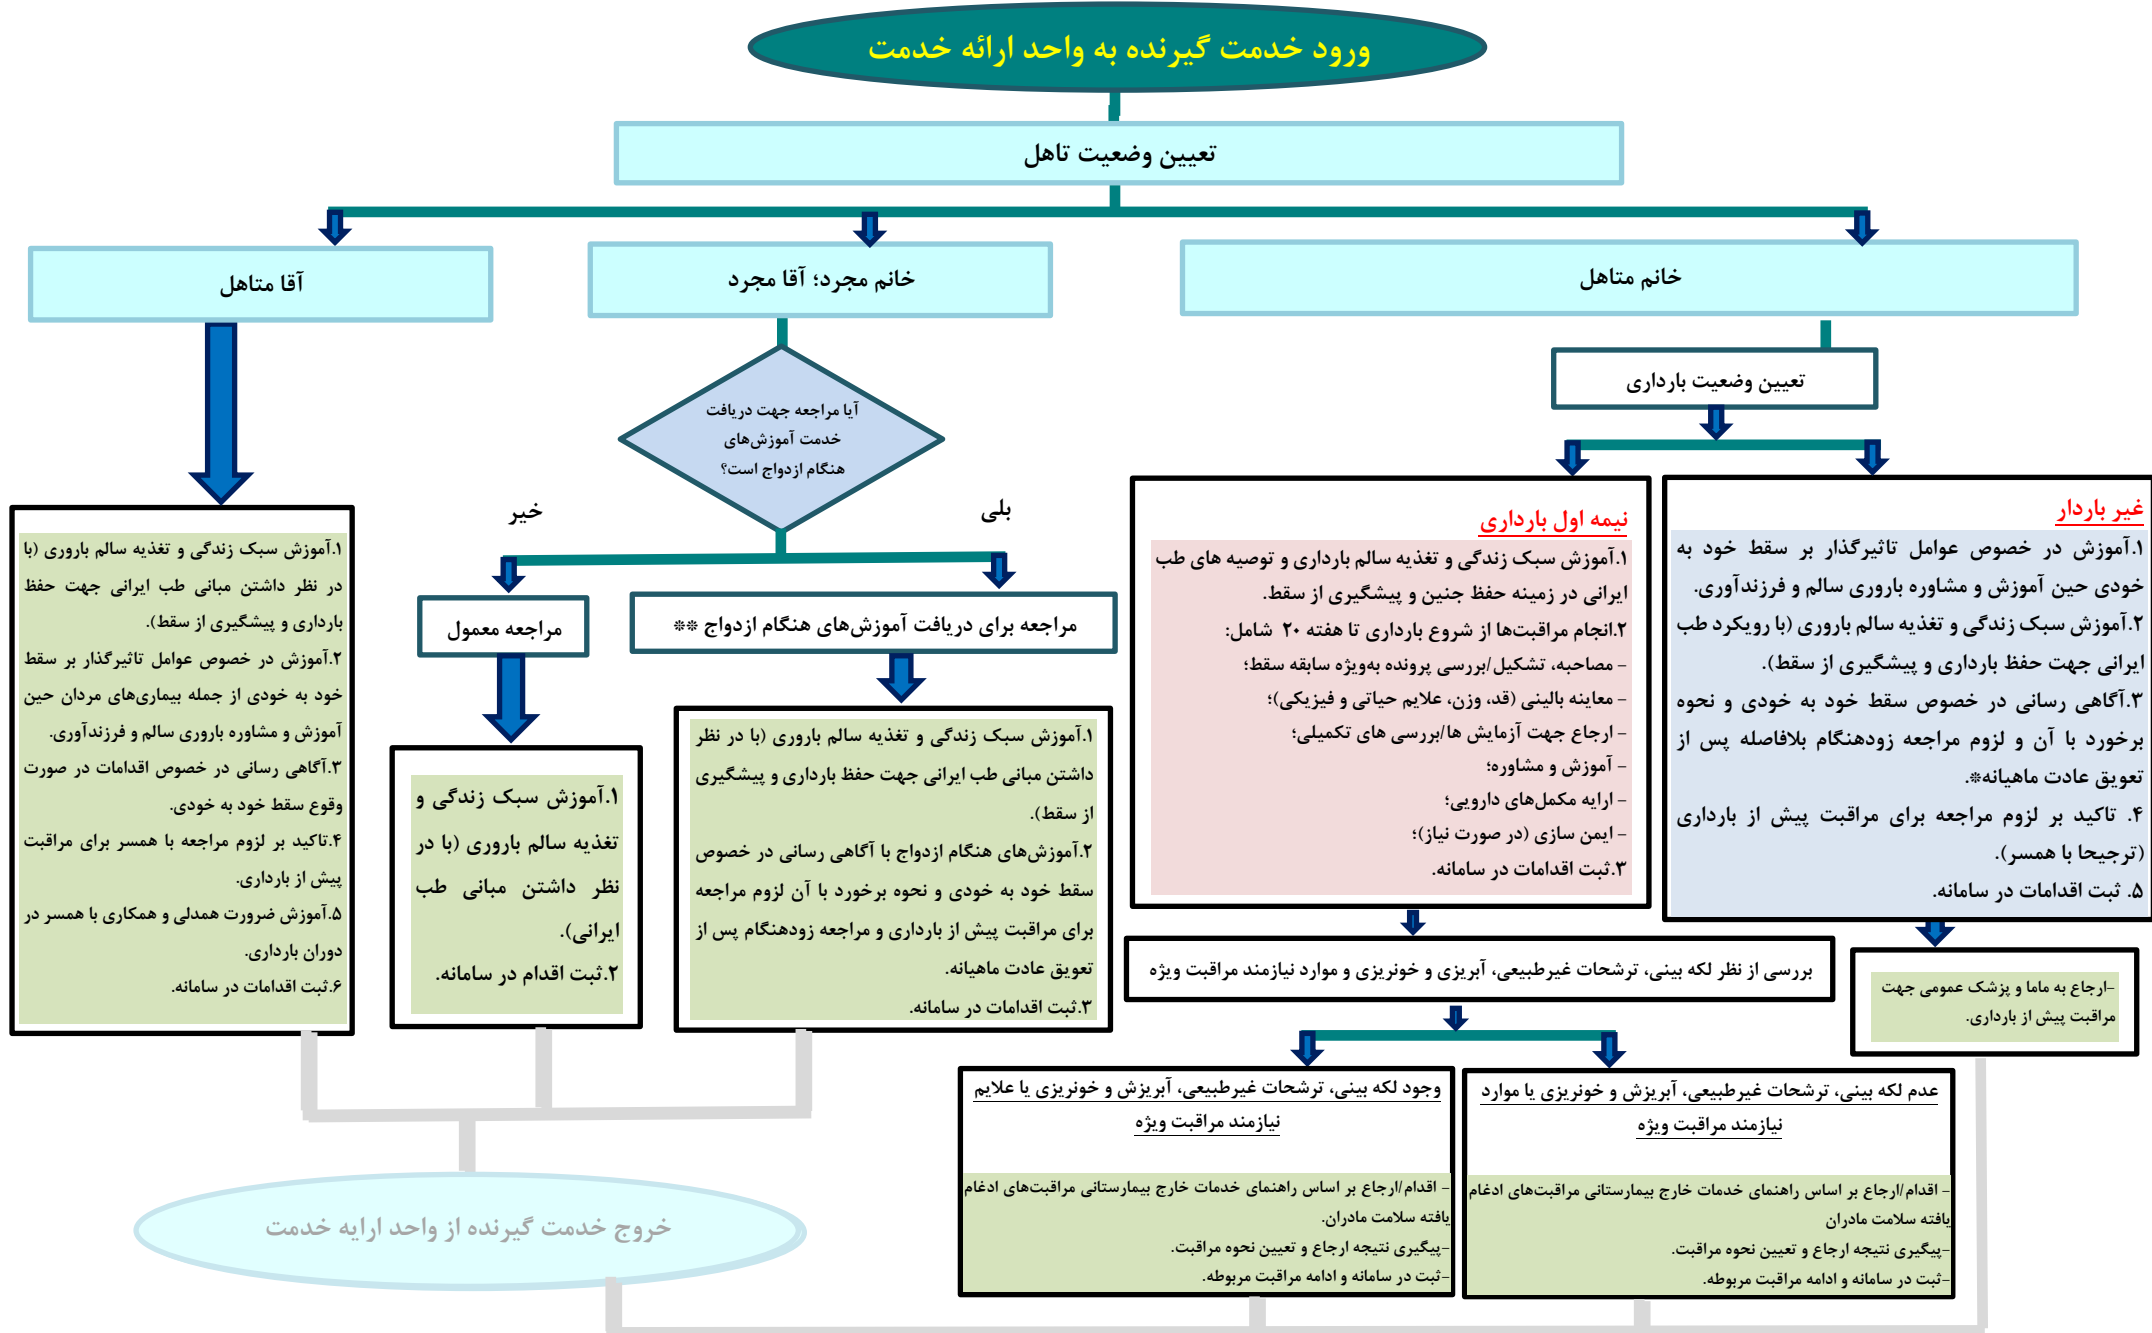 ورود خدمت گیرنده به واحد ارائه خدمت
تعیین وضعیت تاهل
خانم متاهل
خانم مجرد؛ آقا مجرد
آقا متاهل
تعیین وضعیت بارداری
آیا مراجعه جهت دریافت
خدمت آموزش‌های
هنگام ازدواج است؟
بلی
خیر
غیر باردار
۱.آموزش در خصوص عوامل تاثیرگذار بر سقط خود به
خودی حین آموزش و مشاوره باروری سالم و فرزندآوری.
۲.آموزش سبک زندگی و تغذیه سالم باروری (با رویکرد طب
ایرانی جهت حفظ بارداری و پیشگیری از سقط).
۳.آگاهی رسانی در خصوص سقط خود به خودی و نحوه
برخورد با آن و لزوم مراجعه زودهنگام بلافاصله پس از
تعویق عادت ماهیانه*.
۴. تاکید بر لزوم مراجعه برای مراقبت پیش از بارداری
(ترجیحا با همسر).
۵. ثبت اقدامات در سامانه.
نیمه اول بارداری
۱.آموزش سبک زندگی و تغذیه سالم بارداری و توصیه های طب
ایرانی در زمینه حفظ جنین و پیشگیری از سقط.
۲.انجام مراقبت‌ها از شروع بارداری تا هفته ۲۰ شامل:
- مصاحبه، تشکیل/بررسی پرونده به‌ویژه سابقه سقط؛
- معاینه بالینی (قد، وزن، علایم حیاتی و فیزیکی)؛
- ارجاع جهت آزمایش ها/بررسی های تکمیلی؛
- آموزش و مشاوره؛
- ارایه مکمل‌های دارویی؛
- ایمن سازی (در صورت نیاز)؛
۳.ثبت اقدامات در سامانه.
مراجعه برای دریافت آموزش‌های هنگام ازدواج **
مراجعه معمول
۱.آموزش سبک زندگی و تغذیه سالم باروری (با در نظر
داشتن مبانی طب ایرانی جهت حفظ بارداری و پیشگیری
از سقط).
۲.آموزش‌های هنگام ازدواج با آگاهی رسانی در خصوص
سقط خود به خودی و نحوه برخورد با آن لزوم مراجعه
برای مراقبت پیش از بارداری و مراجعه زودهنگام پس از
تعویق عادت ماهیانه.
۳.ثبت اقدامات در سامانه.
۱.آموزش سبک زندگی و
تغذیه سالم باروری (با در
نظر داشتن مبانی طب
ایرانی).
۲.ثبت اقدام در سامانه.
۱.آموزش سبک زندگی و تغذیه سالم باروری (با
در نظر داشتن مبانی طب ایرانی جهت حفظ
بارداری و پیشگیری از سقط).
۲.آموزش در خصوص عوامل تاثیرگذار بر سقط
خود به خودی از جمله بیماری‌های مردان حین
آموزش و مشاوره باروری سالم و فرزندآوری.
۳.آگاهی رسانی در خصوص اقدامات در صورت
وقوع سقط خود به خودی.
۴.تاکید بر لزوم مراجعه با همسر برای مراقبت
پیش از بارداری.
۵.آموزش ضرورت همدلی و همکاری با همسر در
دوران بارداری.
۶.ثبت اقدامات در سامانه.
بررسی از نظر لکه بینی، ترشحات غیرطبیعی، آبریزی و خونریزی و موارد نیازمند مراقبت ویژه
-ارجاع به ماما و پزشک عمومی جهت
مراقبت پیش از بارداری.
عدم لکه بینی، ترشحات غیرطبیعی، آبریزش و خونریزی یا موارد
نیازمند مراقبت ویژه
- اقدام/ارجاع بر اساس راهنمای خدمات خارج بیمارستانی مراقبت‌های ادغام
یافته سلامت مادران
-پیگیری نتیجه ارجاع و تعیین نحوه مراقبت.
-ثبت در سامانه و ادامه مراقبت مربوطه.
وجود لکه بینی، ترشحات غیرطبیعی، آبریزش و خونریزی یا علایم
نیازمند مراقبت ویژه
- اقدام/ارجاع بر اساس راهنمای خدمات خارج بیمارستانی مراقبت‌های ادغام
یافته سلامت مادران.
-پیگیری نتیجه ارجاع و تعیین نحوه مراقبت.
-ثبت در سامانه و ادامه مراقبت مربوطه.
خروج خدمت گیرنده از واحد ارایه خدمت